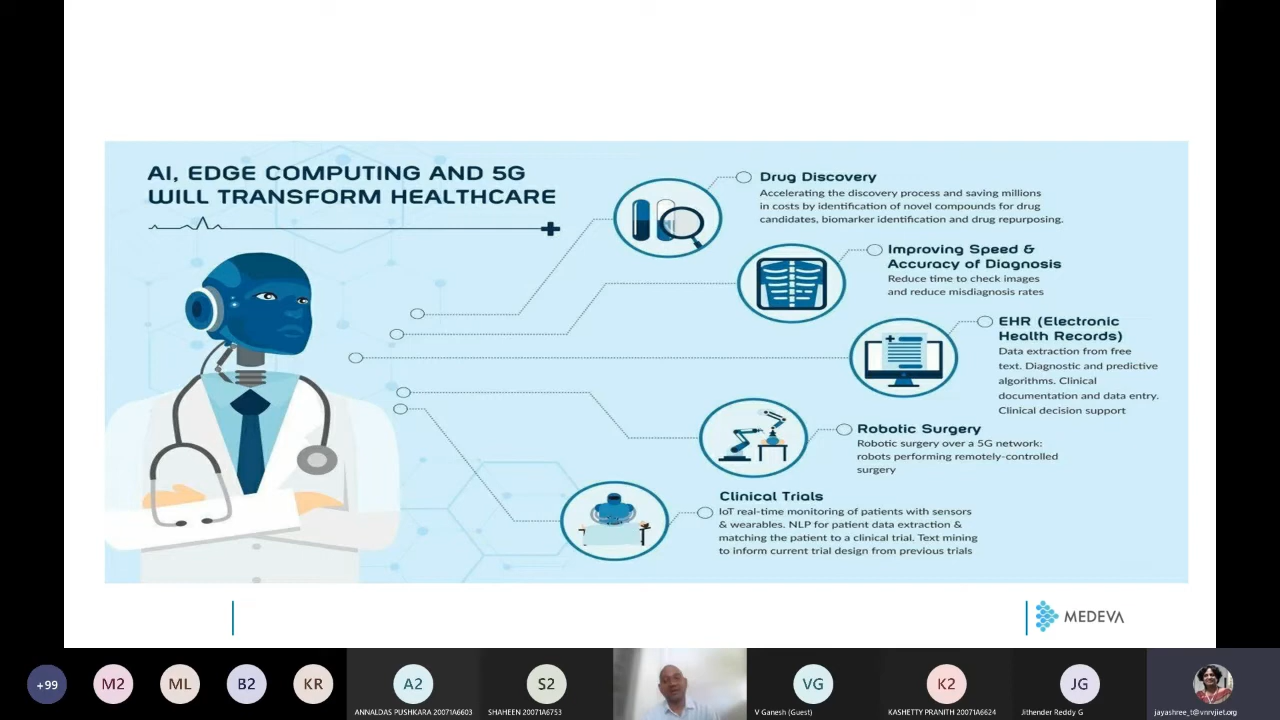 AI, EDGE COMPUTING AND 5G
WILL TRANSFORM HEALTHCARE
Drug Discovery
Accelerating the discovery process and saving millions
in costs by identification of novel compounds for drug
candidates, biomarker identification and drug repurposing.
Improving Speed &
Accuracy of Diagnosis
Reduce time to check images
and reduce misdiagnosis rates
EHR (Electronic
Health Records)
Data extraction from free
text. Diagnostic and predictive
algorithms. Clinical
documentation and data entry.
Clinical decision support
Robotic Surgery
Robotic surgery over a 5G network:
robots performing remotely-controlled
surgery
Clinical Trials
IoT real-time monitoring of patients with sensors
& wearables. NLP for patient data extraction &
matching the patient to a clinical trial. Text mining
to inform current trial design from previous trials
MEDEVA
+99
M2
ML
B2
KR
A2
ANNALDAS PUSHKARA 20071A6603
S2
SHAHEEN 20071A6753
VG
V Ganesh (Guest)
K2
KASHETTY PRANITH 20071A6624
JG
Jithender Reddy G
jayashree_t@vnrvjiet.org